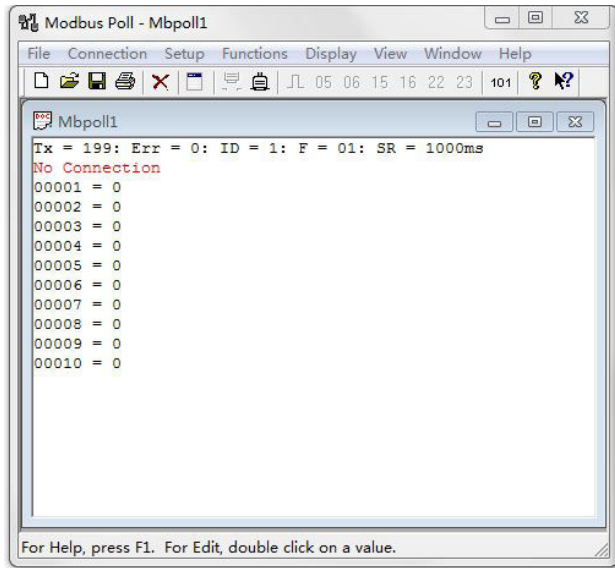 Modbus Poll - Mbpoll1
File Connection Setup Functions Display View Window Help
05 06 15 16 22 23 101
Mbpoll1
Tx = 199: Err = 0: ID = 1: F = 01: SR = 1000ms
No Connection
00001 = 0
00002 = 0
00003 = 0
00004 = 0
00005 = 0
00006 = 0
00007 = 0
00008 = 0
00009 = 0
00010 = 0
For Help, press F1. For Edit, double click on a value.